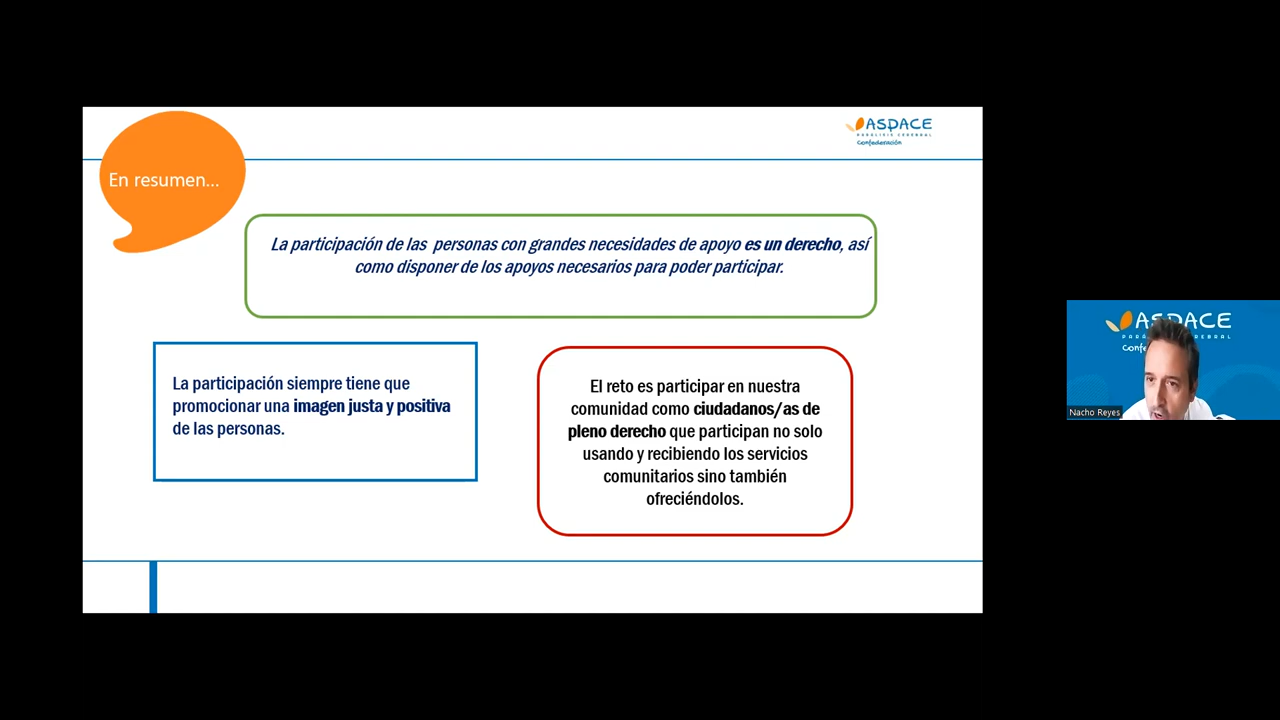 En resumen...
ASPACE
PARÁLISIS CEREBRAL
Confederación
La participación de las personas con grandes necesidades de apoyo es un derecho, así
como disponer de los apoyos necesarios para poder participar.
La participación siempre tiene que
promocionar una imagen justa y positiva
de las personas.
El reto es participar en nuestra
comunidad como ciudadanos/as de
pleno derecho que participan no solo
usando y recibiendo los servicios
comunitarios sino también
ofreciéndolos.
ASPACE
CEREBRAL
Nacho Reyes